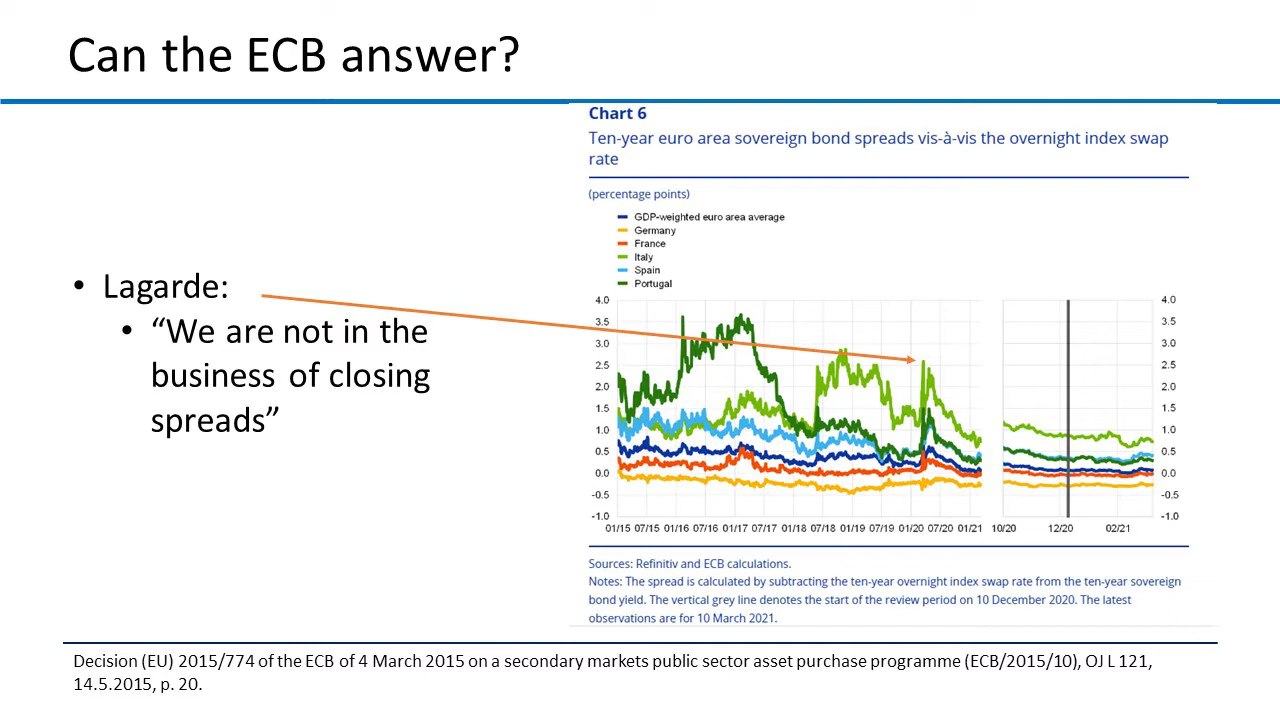 Can the ECB answer?
• Lagarde:
• “We are not in the
business of closing
spreads”
Chart 6
Ten-year euro area sovereign bond spreads vis-à-vis the overnight index swap
rate
(percentage points)
GDP-weighted euro area average
Germany
France
Italy
Spain
Portugal
4.0 4.0
3.5 3.5
3.0 3.0
2.5 2.5
2.0 2.0
1.5 1.5
1.0 1.0
0.5 0.5
0.0 0.0
-0.5 -0.5
-1.0 -1.0
01/15 07/15 01/16 07/16 01/17 07/17 01/18 07/18 01/19 07/19 01/20 07/20 01/21 10/20 12/20 02/21
Sources: Refinitiv and ECB calculations.
Notes: The spread is calculated by subtracting the ten-year overnight index swap rate from the ten-year sovereign
bond yield. The vertical grey line denotes the start of the review period on 10 December 2020. The latest
observations are for 10 March 2021.
Decision (EU) 2015/774 of the ECB of 4 March 2015 on a secondary markets public sector asset purchase programme (ECB/2015/10), OJ L 121,
14.5.2015, p. 20.